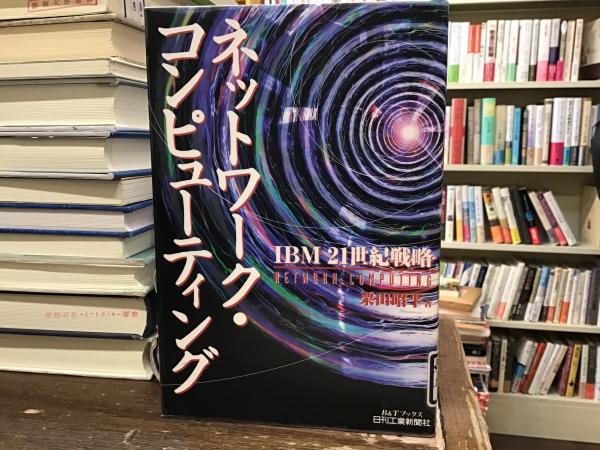 ネットワーク・
コンピューティング
IBM 21世紀戦略
NETWORK COMPUTING
B&Tブックス
日刊工業新聞社